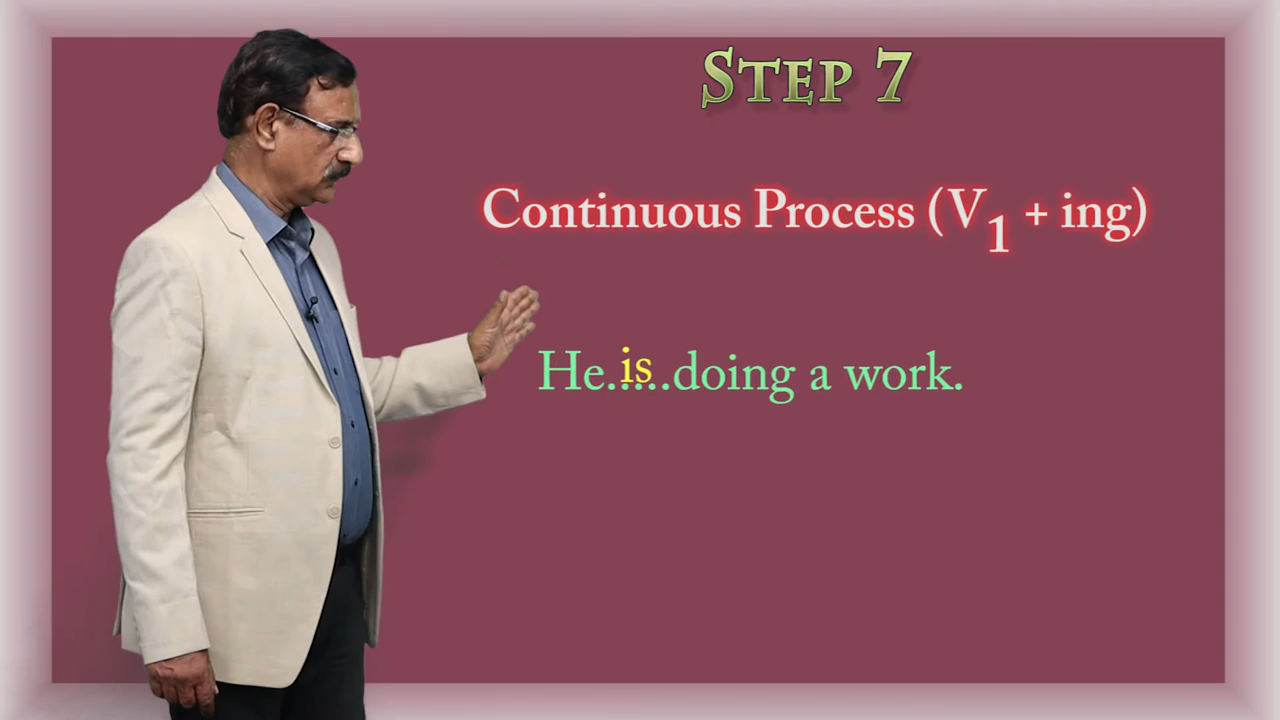 STEP 7
Continuous Process (V1 + ing)
He.is..doing a work.